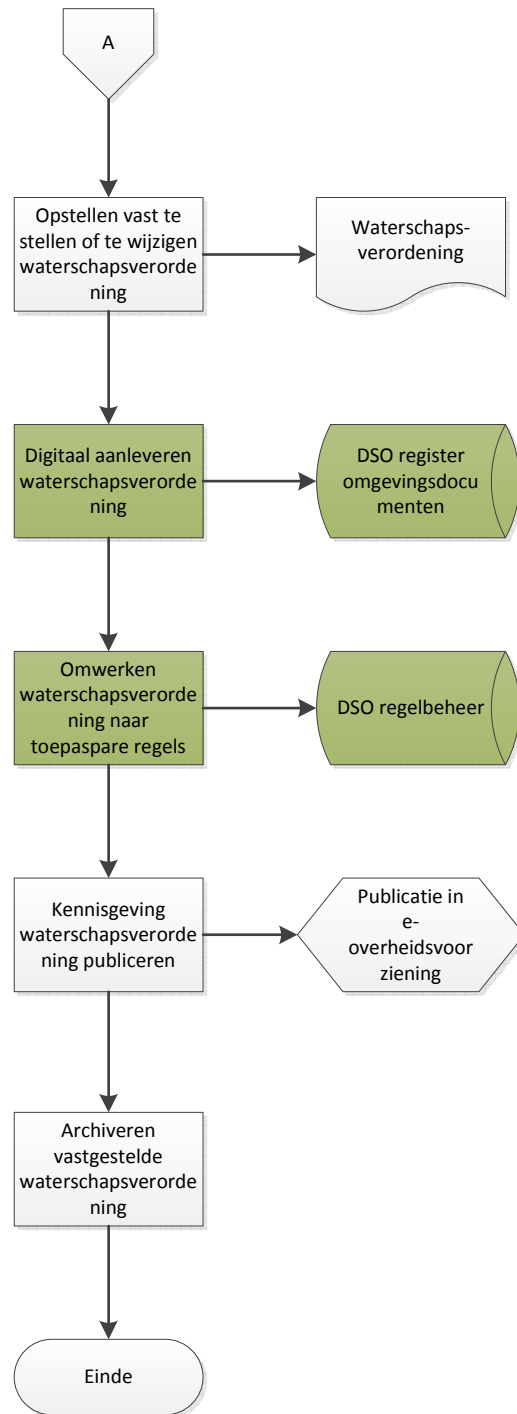 A
Opstellen vast te
stellen of te wijzigen
waterschapsverorde
ning
Waterschaps-
verordening
Digitaal aanleveren
waterschapsverorde
ning
DSO register
omgevingsdocu
menten
Omwerken
waterschapsverorde
ning naar
toepaspare regels
DSO regelbeheer
Kennisgeving
waterschapsverorde
ning publiceren
Publicatie in
e-
overheidsvoor
ziening
Archiveren
vastgestelde
waterschapsverorde
ning
Einde